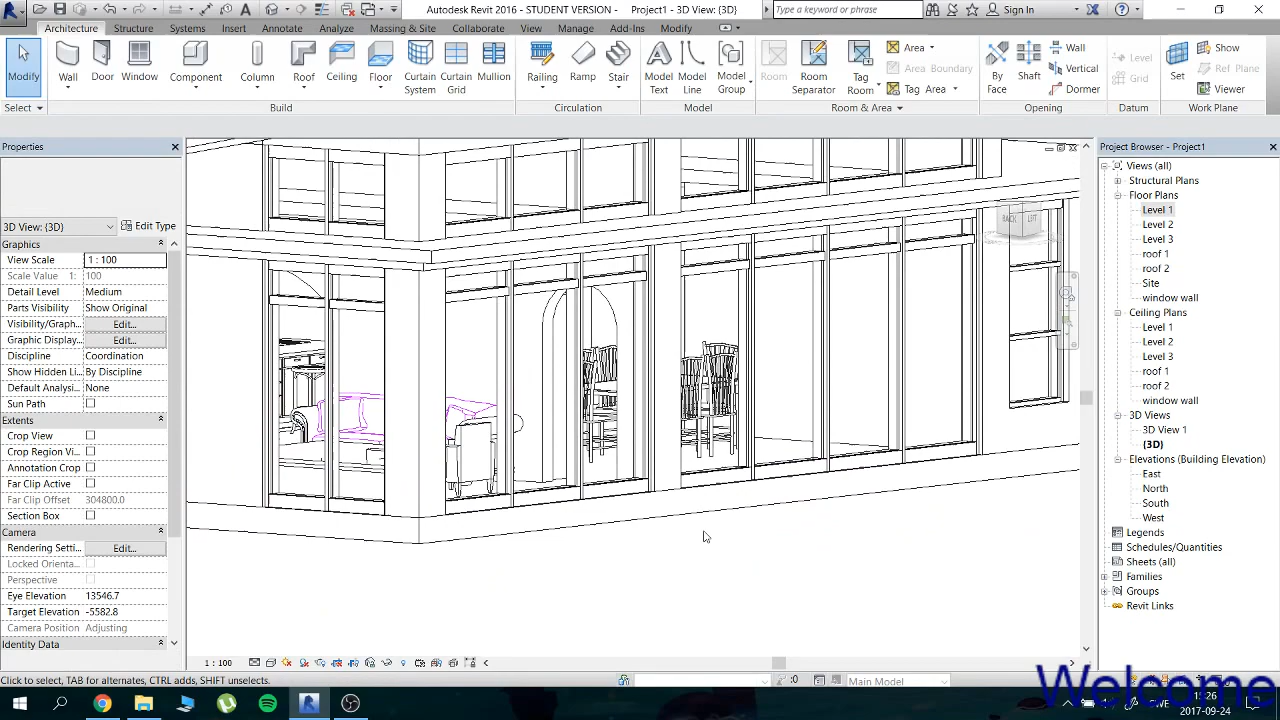 Autodesk Revit 2016 - STUDENT VERSION - Project1 - 3D View: {3D}
Type a keyword or phrase
Sign In
Architecture Structure Systems Insert Annotate Analyze Massing & Site Collaborate View Manage Add-Ins Modify
Modify Wall Door Window Component Column Roof Ceiling Floor Curtain System Curtain Grid Mullion Railing Ramp Stair Model Text Model Line Model Group Room Room Separator Tag Room
Area
Area Boundary
Tag Area
By Face Shaft
Wall
Vertical
Dormer
Level
Grid
Set
Show
Ref Plane
Viewer
Select Build Circulation Model Room & Area Opening Datum Work Plane
Properties
3D View: {3D} Edit Type
Graphics
View Scale 1 : 100
Scale Value 1: 100
Detail Level Medium
Parts Visibility Show Original
Visibility/Graph... Edit...
Graphic Display... Edit...
Discipline Coordination
Show Hidden Li... By Discipline
Default Analysi... None
Sun Path
Extents
Crop View
Crop Region Vi...
Annotation Crop
Far Clip Active
Far Clip Offset 304800.0
Section Box
Camera
Rendering Setti... Edit...
Locked Orienta...
Perspective
Eye Elevation 13546.7
Target Elevation -5582.8
Camera Position Adjusting
Identity Data
BACK LEFT
Project Browser - Project1
Views (all)
Structural Plans
Floor Plans
Level 1
Level 2
Level 3
roof 1
roof 2
Site
window wall
Ceiling Plans
Level 1
Level 2
Level 3
roof 1
roof 2
window wall
3D Views
3D View 1
{3D}
Elevations (Building Elevation)
East
North
South
West
Legends
Schedules/Quantities
Sheets (all)
Families
Groups
Revit Links
1 : 100
Click to select, TAB for alternates, CTRL adds, SHIFT unselects.
:0
Main Model
Welcome
SWE
15:26
2017-09-24